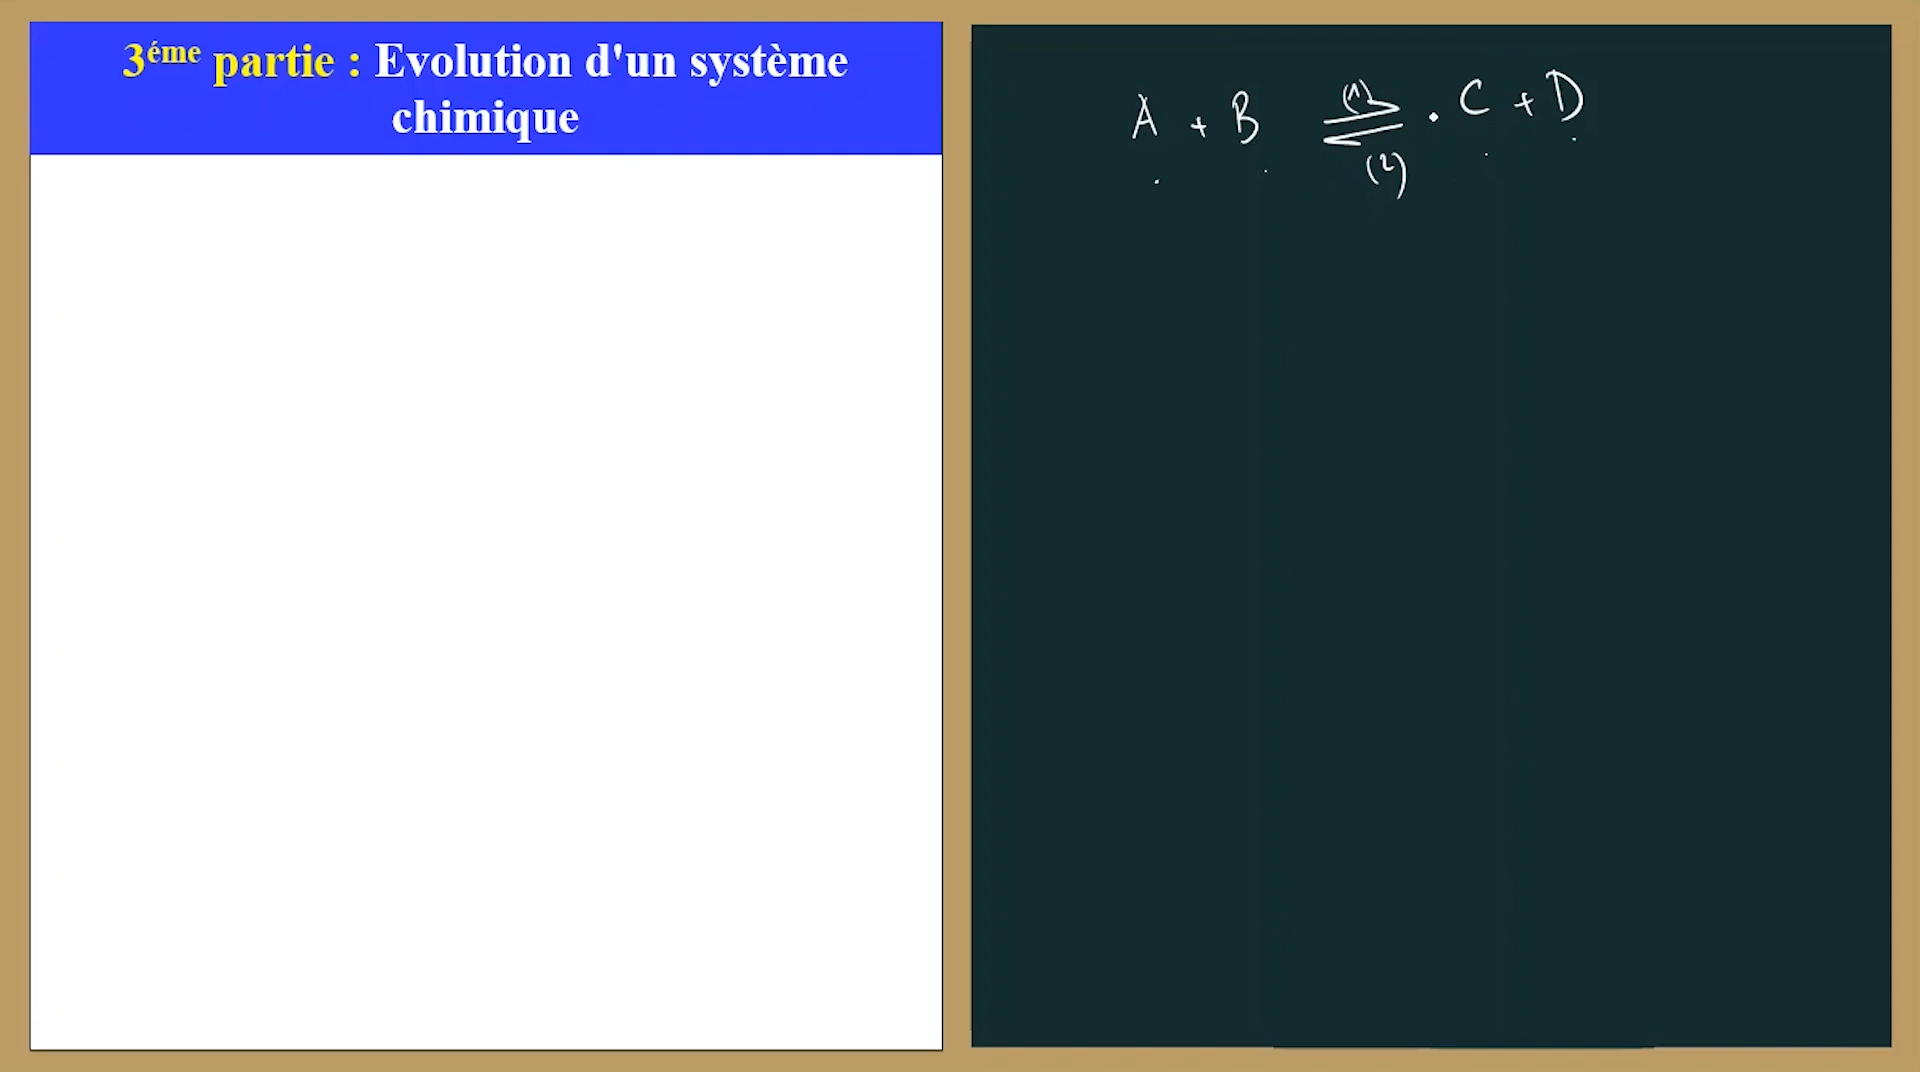 3éme partie : Evolution d'un système
chimique
(1)
A + B ⇌ . C + D
(2)